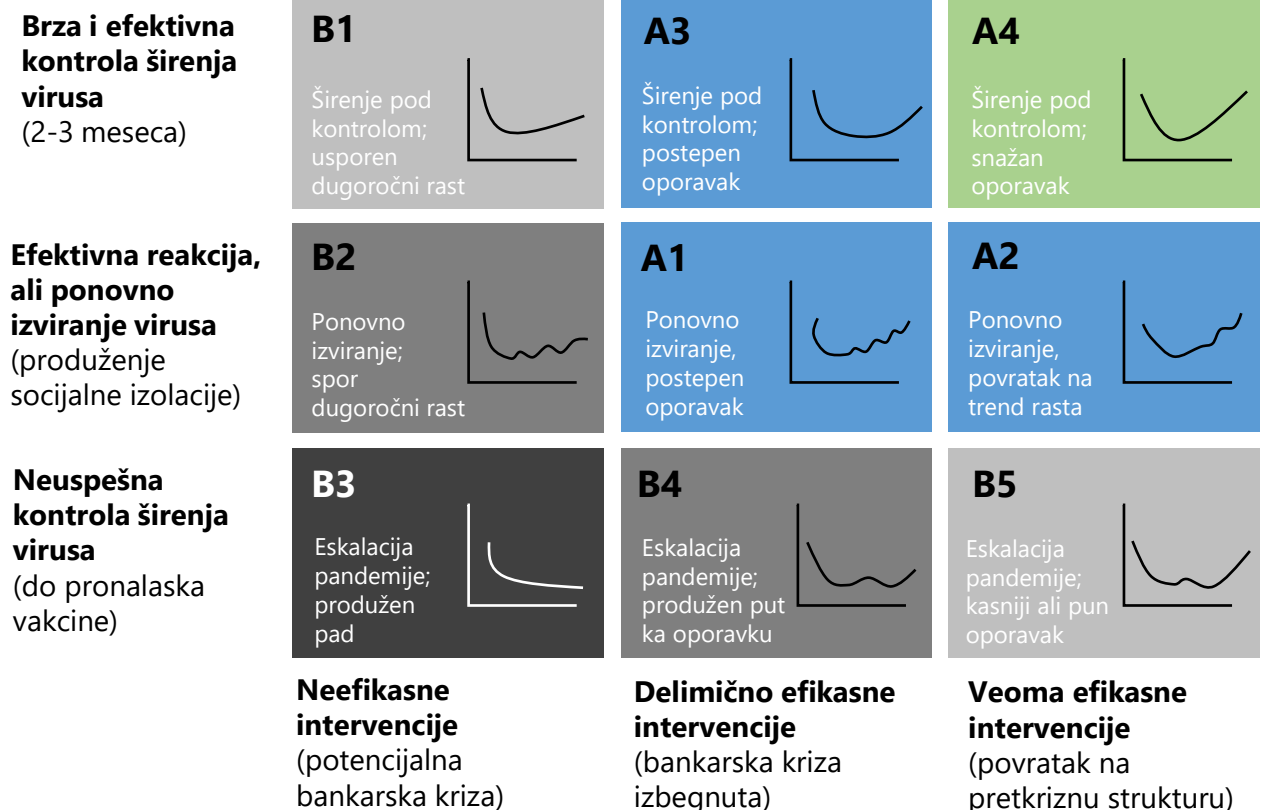 Brza i efektivna
kontrola širenja
virusa
(2-3 meseca)
B1
Širenje pod
kontrolom;
usporen
dugoročni rast
A3
Širenje pod
kontrolom;
postepen
oporavak
A4
Širenje pod
kontrolom;
snažan
oporavak
Efektivna reakcija,
ali ponovno
izviranje virusa
(produženje
socijalne izolacije)
B2
Ponovno
izviranje;
spor
dugoročni rast
A1
Ponovno
izviranje,
postepen
oporavak
A2
Ponovno
izviranje,
povratak na
trend rasta
Neuspešna
kontrola širenja
virusa
(do pronalaska
vakcine)
B3
Eskalacija
pandemije;
produžen
pad
B4
Eskalacija
pandemije;
produžen put
ka oporavku
B5
Eskalacija
pandemije;
kasniji ali pun
oporavak
Neefikasne
intervencije
(potencijalna
bankarska kriza)
Delimično efikasne
intervencije
(bankarska kriza
izbegnuta)
Veoma efikasne
intervencije
(povratak na
pretkriznu strukturu)